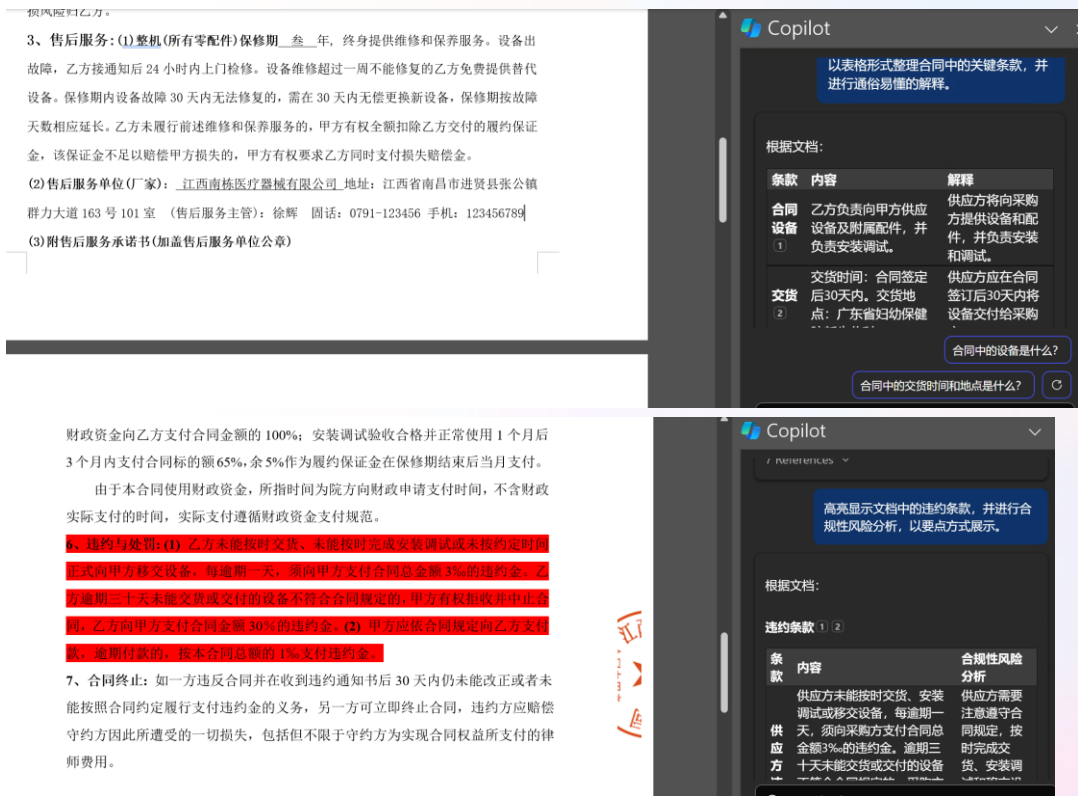 损风险归乙方。
3、售后服务:(1)整机(所有零配件)保修期 叁 年, 终身提供维修和保养服务。设备出
故障，乙方接通知后 24 小时内上门检修。设备维修超过一周不能修复的乙方免费提供替代
设备。保修期内设备故障 30 天内无法修复的，需在 30 天内无偿更换新设备，保修期按故障
天数相应延长。乙方未履行前述维修和保养服务的，甲方有权全额扣除乙方交付的履约保证
金，该保证金不足以赔偿甲方损失的，甲方有权要求乙方同时支付损失赔偿金。
(2)售后服务单位(厂家)： 江西南栋医疗器械有限公司 地址：江西省南昌市进贤县张公镇
群力大道 163 号 101 室 （售后服务主管）：徐辉 固话：0791-123456 手机：123456789
(3)附售后服务承诺书(加盖售后服务单位公章)
Copilot
以表格形式整理合同中的关键条款，并
进行通俗易懂的解释。
根据文档：
条款 内容 解释
合同设备 1
乙方负责向甲方供应
设备及附属配件，并
负责安装调试。
供应方将向采购
方提供设备和配
件，并负责安装
和调试。
交货 2
交货时间：合同签定
后30天内。交货地
点：广东省妇幼保健
供应方应在合同
签订后30天内将
设备交付给采购
合同中的设备是什么？
合同中的交货时间和地点是什么？
财政资金向乙方支付合同金额的 100%；安装调试验收合格并正常使用 1 个月后
3 个月内支付合同标的额 65%，余 5%作为履约保证金在保修期结束后当月支付。
由于本合同使用财政资金，所指时间为院方向财政申请支付时间，不含财政
实际支付的时间，实际支付遵循财政资金支付规范。
6、违约与处罚: (1) 乙方未能按时交货、未能按时完成安装调试或未按约定时间
正式向甲方移交设备，每逾期一天，须向甲方支付合同总金额 3‰的违约金。乙
方逾期三十天未能交货或交付的设备不符合合同规定的，甲方有权拒收并中止合
同，乙方向甲方支付合同金额 30%的违约金。(2) 甲方应依合同规定向乙方支付
款，逾期付款的，按本合同总额的 1‰支付违约金。
7、合同终止：如一方违反合同并在收到违约通知书后 30 天内仍未能改正或者未
能按照合同约定履行支付违约金的义务，另一方可立即终止合同，违约方应赔偿
守约方因此所遭受的一切损失，包括但不限于守约方为实现合同权益所支付的律
师费用。
Copilot
7 References
高亮显示文档中的违约条款，并进行合
规性风险分析，以要点方式展示。
根据文档：
违约条款 1 2
条款 内容 合规性风险分析
供应方
供应方未能按时交货、安装
调试或移交设备，每逾期一
天，须向采购方支付合同总
金额3‰的违约金。逾期三
十天未能交货或交付的设备
供应方需要
注意遵守合
同规定，按
时完成交
货、安装调